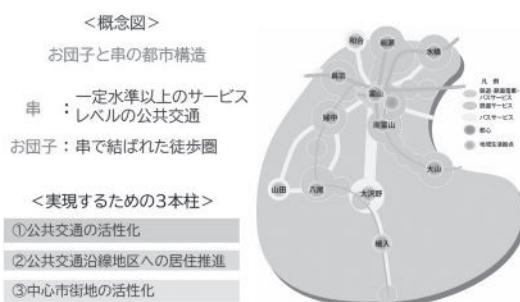 ＜概念図＞
お団子と串の都市構造
串 ：一定水準以上のサービス
レベルの公共交通
お団子：串で結ばれた徒歩圏
＜実現するための3本柱＞
①公共交通の活性化
②公共交通沿線地区への居住推進
③中心市街地の活性化
和合
岩瀬
水橋
呉羽
富山
婦中
南富山
大山
山田
八尾
大沢野
細入
凡 例
鉄道サービス
バスサービス
都心
地域生活拠点